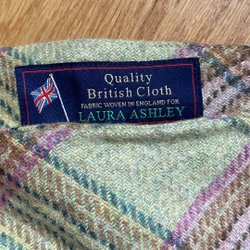 Quality
British Cloth
FABRIC WOVEN IN ENGLAND FOR
LAURA ASHLEY